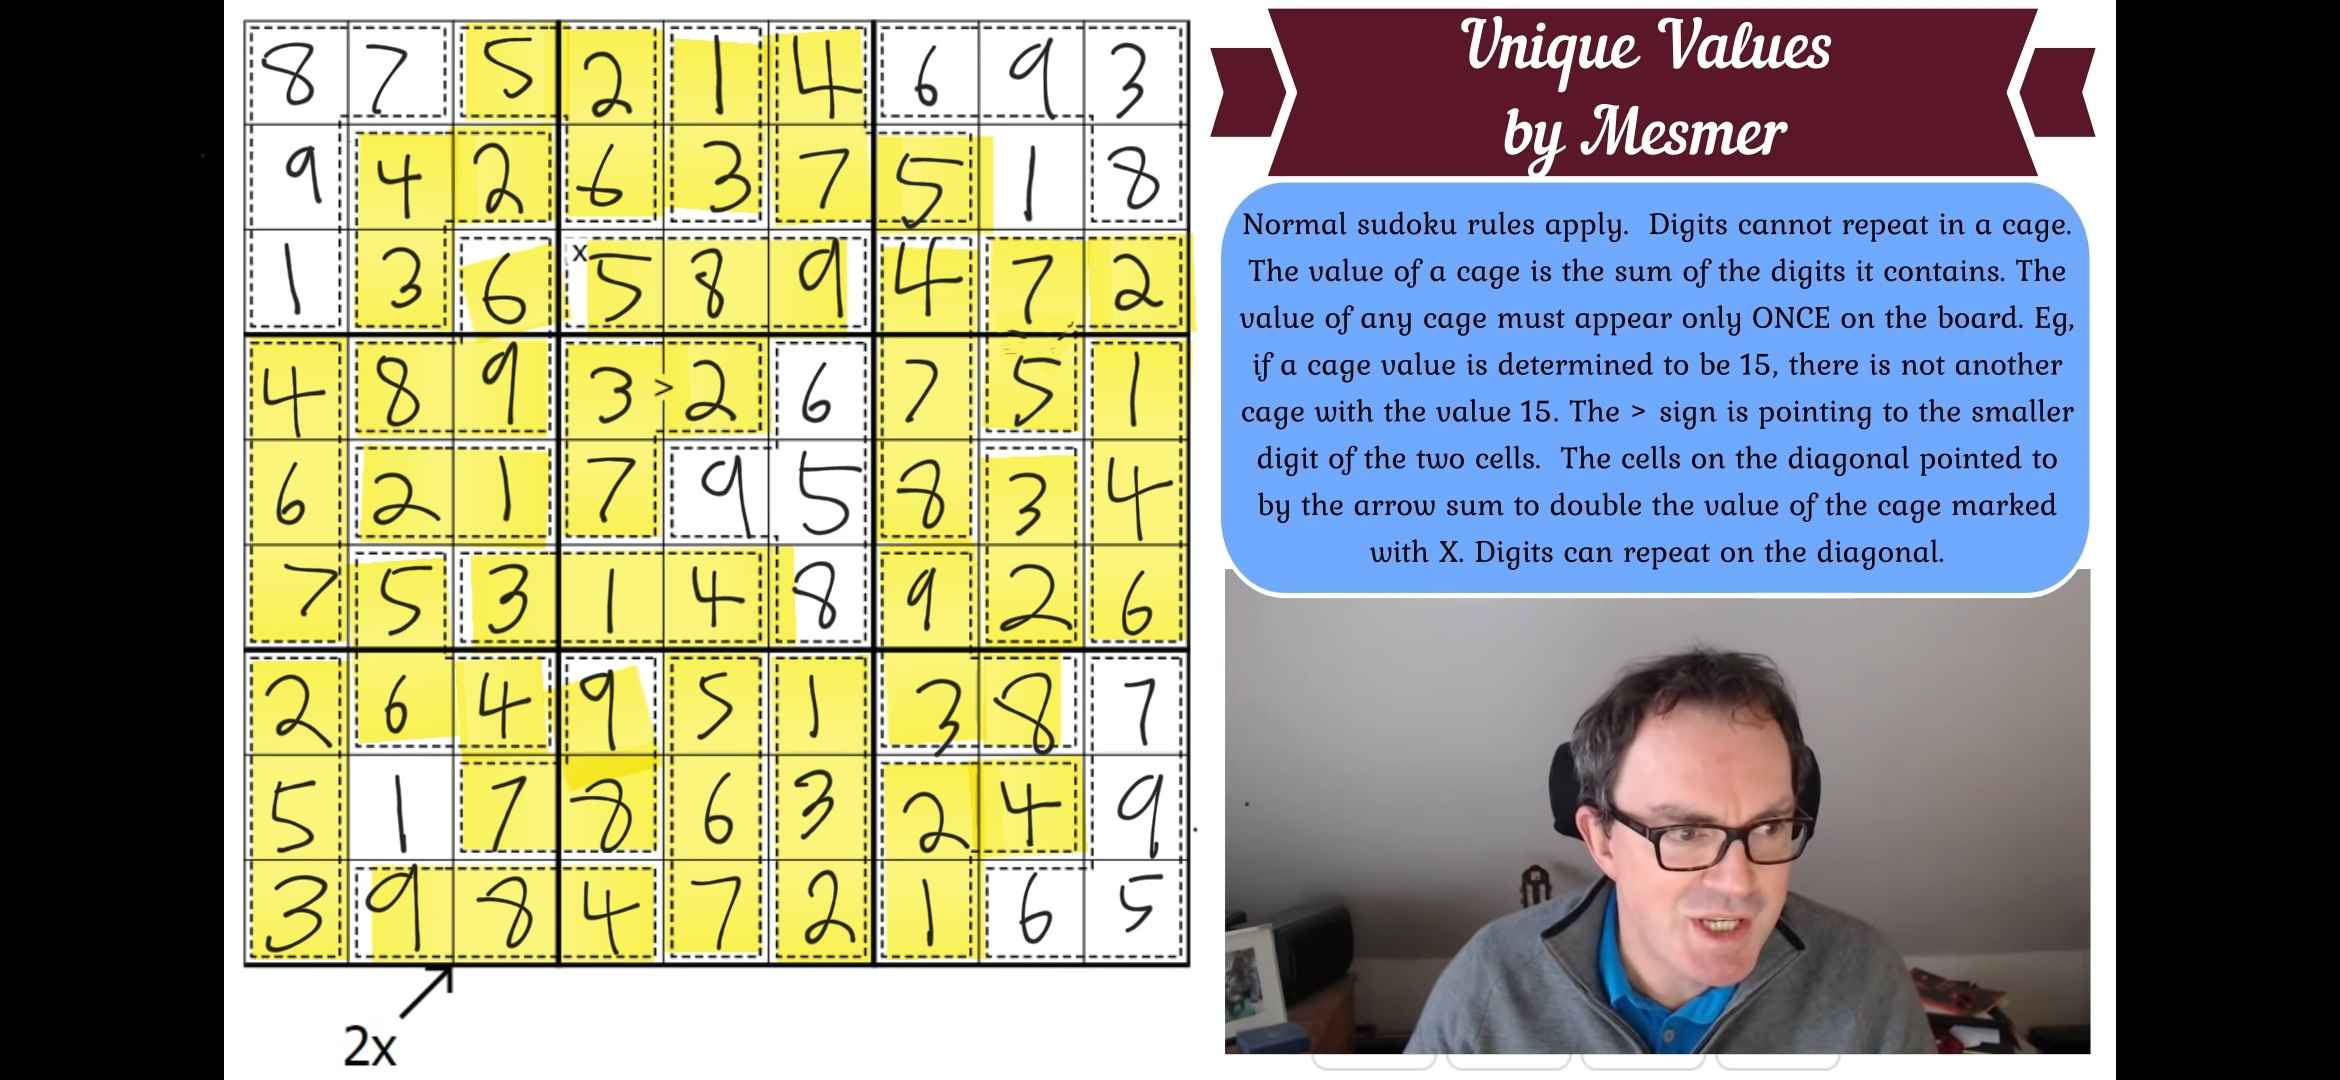 8 7 5 2 1 4 6 9 3
9 4 2 6 3 7 5 1 8
1 3 6 x 5 8 9 4 7 2
4 8 9 3 > 2 6 7 5 1
6 2 1 7 9 5 8 3 4
7 5 3 1 4 8 9 2 6
2 6 4 9 5 1 3 8 7
5 1 7 8 6 3 2 4 9
3 9 8 4 7 2 1 6 5
2x
Unique Values
by Mesmer
Normal sudoku rules apply. Digits cannot repeat in a cage.
The value of a cage is the sum of the digits it contains. The
value of any cage must appear only ONCE on the board. Eg,
if a cage value is determined to be 15, there is not another
cage with the value 15. The > sign is pointing to the smaller
digit of the two cells. The cells on the diagonal pointed to
by the arrow sum to double the value of the cage marked
with X. Digits can repeat on the diagonal.